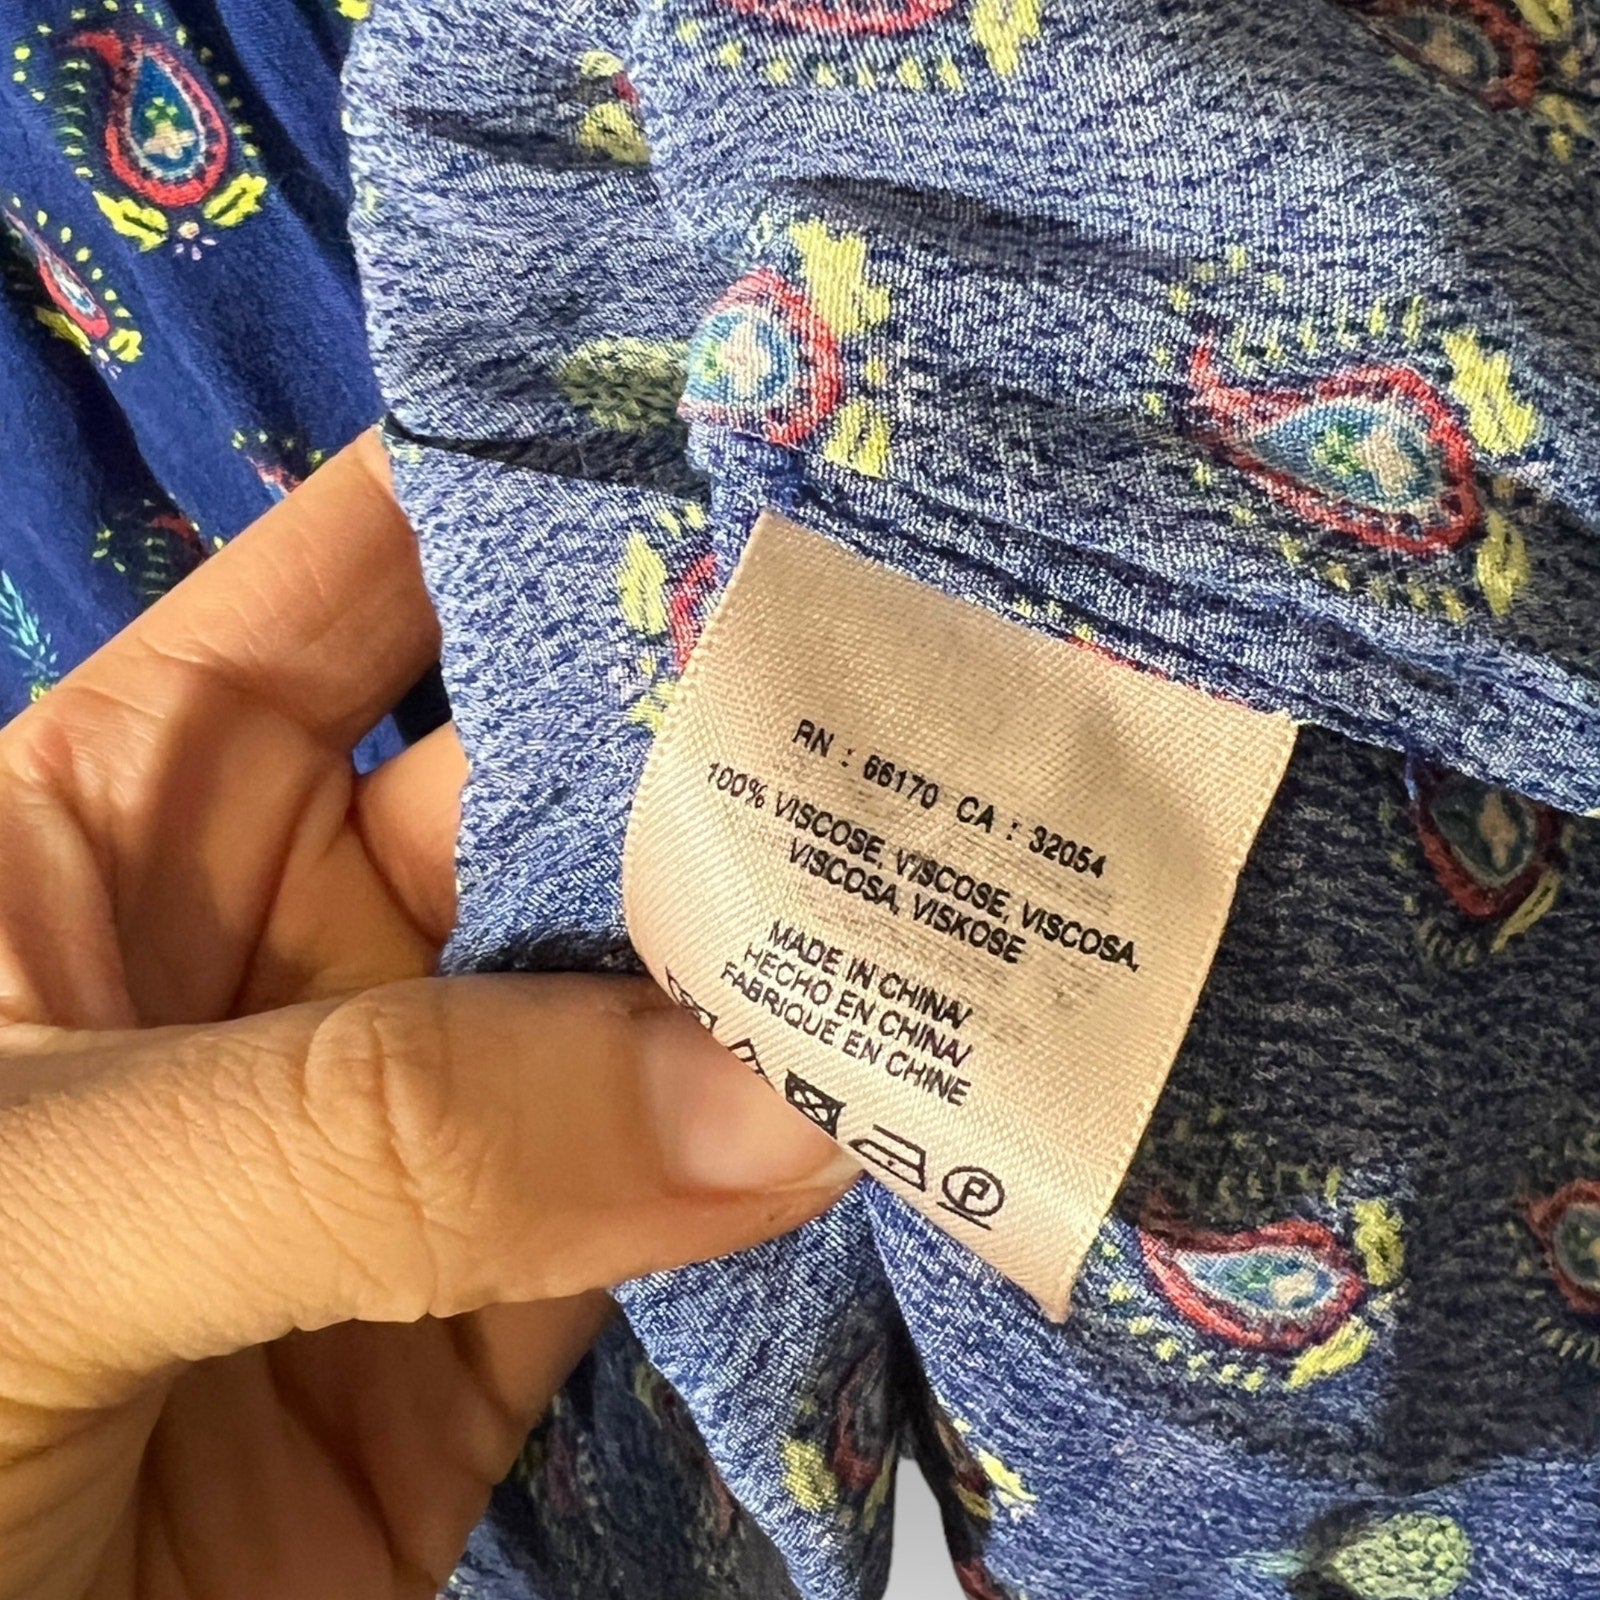 RN : 66170 CA : 32054
100% VISCOSE, VISCOSE, VISCOSA,
VISCOSA, VISKOSE
MADE IN CHINA/
HECHO EN CHINA/
FABRIQUE EN CHINE
P